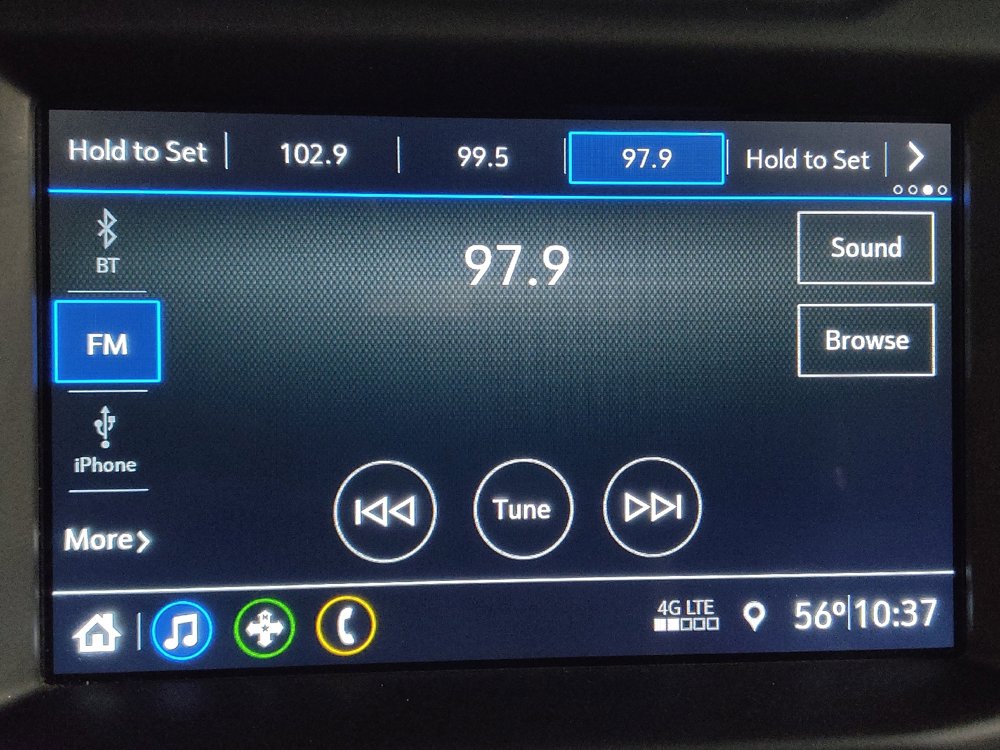 Hold to Set 102.9 99.5 97.9 Hold to Set
BT
97.9
Sound
FM
Browse
iPhone
More
Tune
4G LTE
56° 10:37